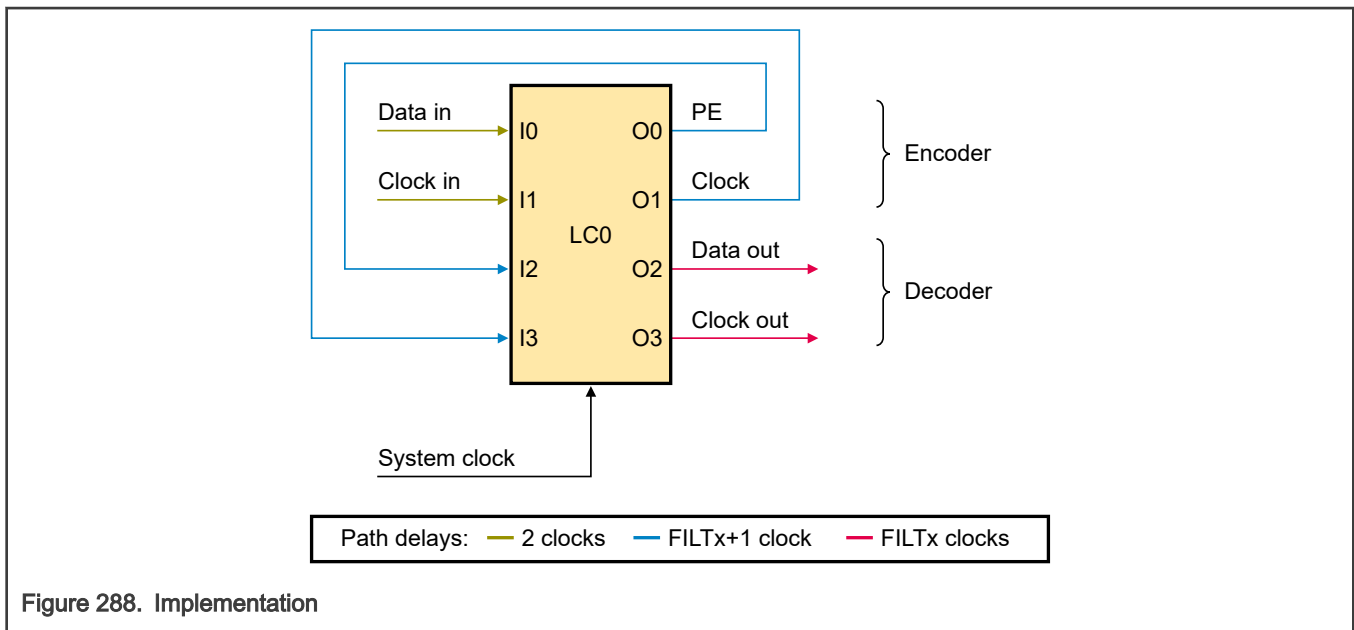 Data in
PE
I0
O0
Encoder
Clock in
Clock
I1
O1
LC0
Data out
I2
O2
Decoder
Clock out
I3
O3
System clock
Path delays: 2 clocks FILTx+1 clock FILTx clocks
Figure 288. Implementation